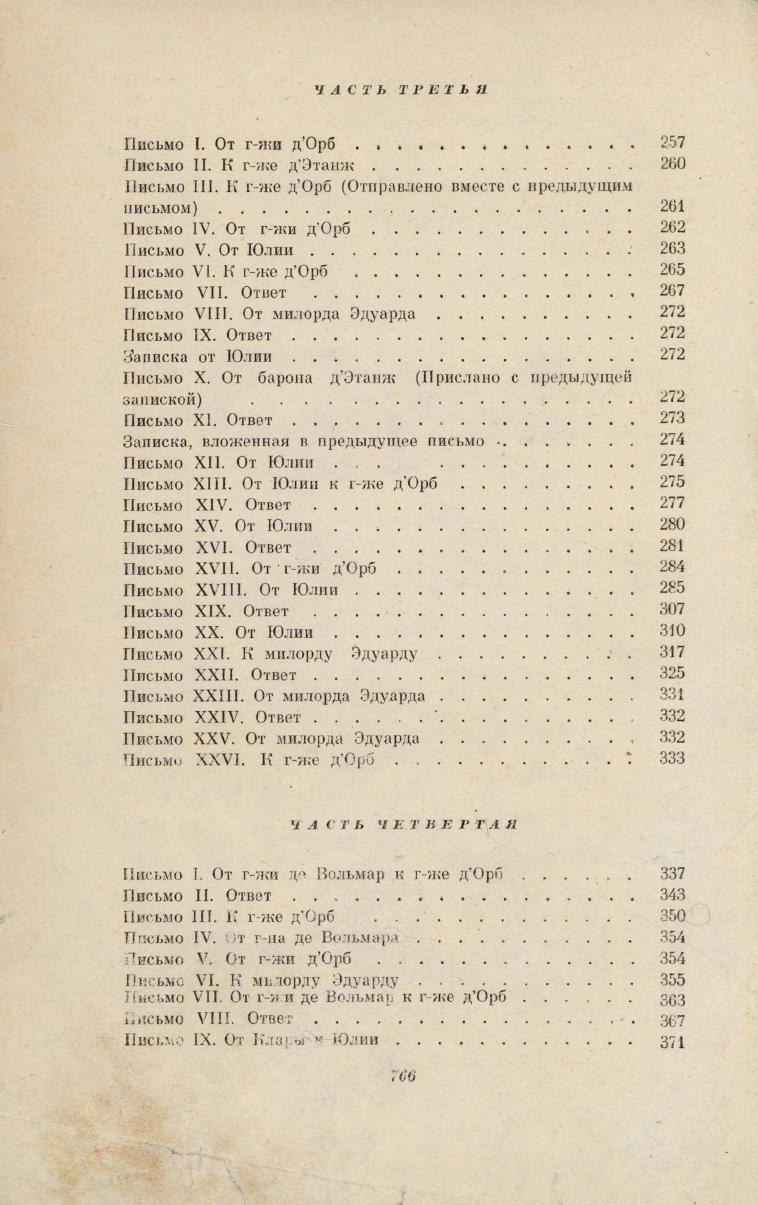 ЧАСТЬ ТРЕТЬЯ
Письмо I. От г-жи д’Орб . . . . . . . . . . . . . . 257
Письмо II. К г-же д’Этанж . . . . . . . . . . . . . 260
Письмо III. К г-же д’Орб (Отправлено вместе с предыдущим
письмом) . . . . . . . . . . . . . . . . 261
Письмо IV. От г-жи д’Орб . . . . . . . . . . . . . 262
Письмо V. От Юлии . . . . . . . . . . . . . . . . 263
Письмо VI. К г-же д’Орб . . . . . . . . . . . . . . 265
Письмо VII. Ответ . . . . . . . . . . . . . . . . 267
Письмо VIII. От милорда Эдуарда . . . . . . . . . . 272
Письмо IX. Ответ . . . . . . . . . . . . . . . . . 272
Записка от Юлии . . . . . . . . . . . . . . . . . 272
Письмо X. От барона д’Этанж (Прислано с предыдущей
запиской) . . . . . . . . . . . . . . . . . . 272
Письмо XI. Ответ . . . . . . . . . . . . . . . . . 273
Записка, вложенная в предыдущее письмо . . . . . . . 274
Письмо XII. От Юлии . . . . . . . . . . . . . 274
Письмо XIII. От Юлии к г-же д’Орб . . . . . . . . . 275
Письмо XIV. Ответ . . . . . . . . . . . . . . . . 277
Письмо XV. От Юлии . . . . . . . . . . . . . . . 280
Письмо XVI. Ответ . . . . . . . . . . . . . . . . 281
Письмо XVII. От г-жи д’Орб . . . . . . . . . . . . 284
Письмо XVIII. От Юлии . . . . . . . . . . . . . . 285
Письмо XIX. Ответ . . . . . . . . . . . . . . . . 307
Письмо XX. От Юлии . . . . . . . . . . . . . . . 310
Письмо XXI. К милорду Эдуарду . . . . . . . . . . 317
Письмо XXII. Ответ . . . . . . . . . . . . . . . . 325
Письмо XXIII. От милорда Эдуарда . . . . . . . . . . 331
Письмо XXIV. Ответ . . . . . . . . . . . . . . . . 332
Письмо XXV. От милорда Эдуарда . . . . . . . . . . 332
Письмо XXVI. К г-же д’Орб . . . . . . . . . . . . 333
ЧАСТЬ ЧЕТВЕРТАЯ
Письмо I. От г-жи де Вольмар к г-же д’Орб . . . . . . 337
Письмо II. Ответ . . . . . . . . . . . . . . . . . 343
Письмо III. К г-же д’Орб . . . . . . . . . . . . . 350
Письмо IV. От г-на де Вольмара . . . . . . . . . . . 354
Письмо V. От г-жи д’Орб . . . . . . . . . . . . . 354
Письмо VI. К милорду Эдуарду . . . . . . . . . . . 355
Письмо VII. От г-жи де Вольмар к г-же д’Орб . . . . . . 363
Письмо VIII. Ответ . . . . . . . . . . . . . . . . 367
Письмо IX. От Клары к Юлии . . . . . . . . . . . . 371
766